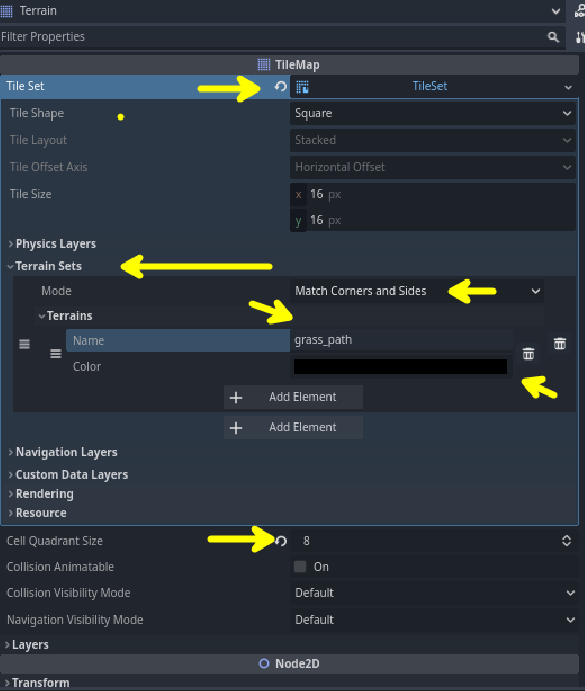 Terrain
Filter Properties
TileMap
Tile Set TileSet
Tile Shape Square
Tile Layout Stacked
Tile Offset Axis Horizontal Offset
Tile Size x 16 px
y 16 px
Physics Layers
Terrain Sets
Mode Match Corners and Sides
Terrains
Name grass_path
Color
Add Element
Add Element
Navigation Layers
Custom Data Layers
Rendering
Resource
Cell Quadrant Size 8
Collision Animatable On
Collision Visibility Mode Default
Navigation Visibility Mode Default
Layers
Node2D
Transform